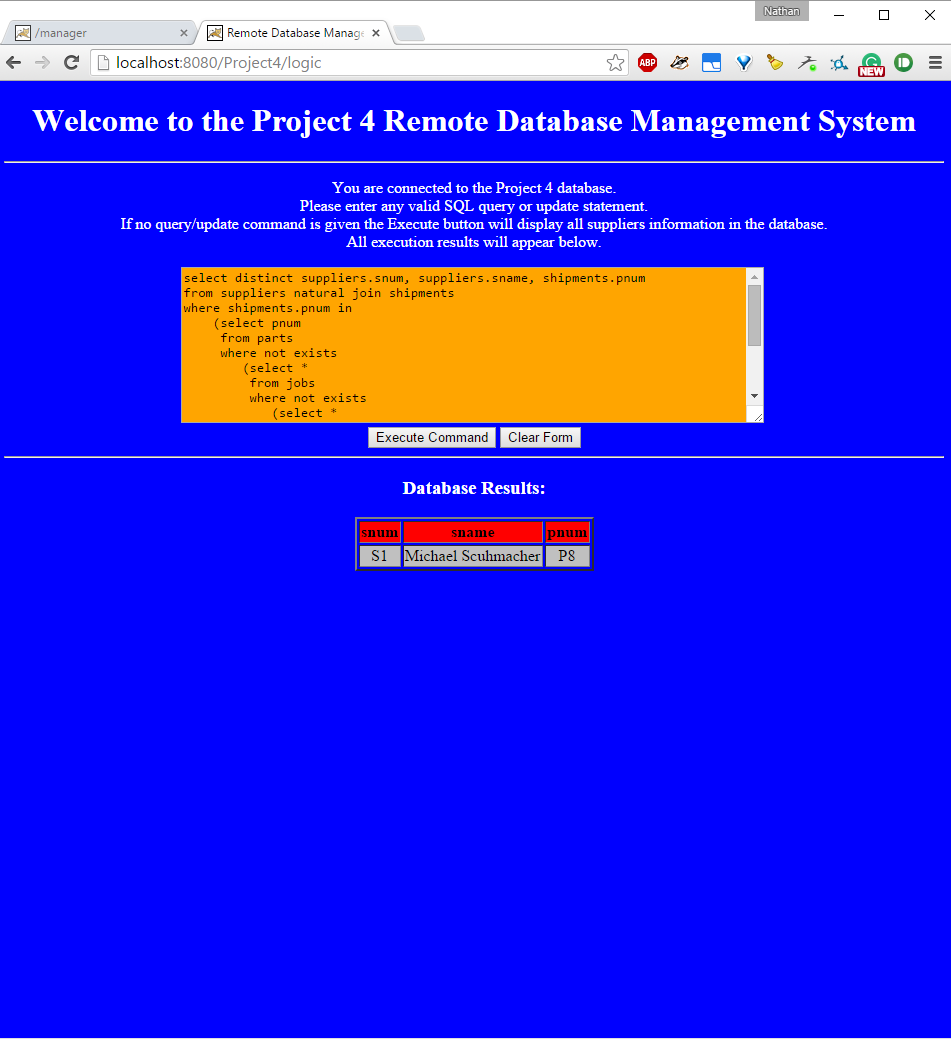 Nathan
/manager
Remote Database Manage
localhost:8080/Project4/logic
ABP
NEW
Welcome to the Project 4 Remote Database Management System
You are connected to the Project 4 database.
Please enter any valid SQL query or update statement.
If no query/update command is given the Execute button will display all suppliers information in the database.
All execution results will appear below.
select distinct suppliers.snum, suppliers.sname, shipments.pnum
from suppliers natural join shipments
where shipments.pnum in
(select pnum
from parts
where not exists
(select *
from jobs
where not exists
(select *
Execute Command Clear Form
Database Results:
snum sname pnum
S1 Michael Scuhmacher P8